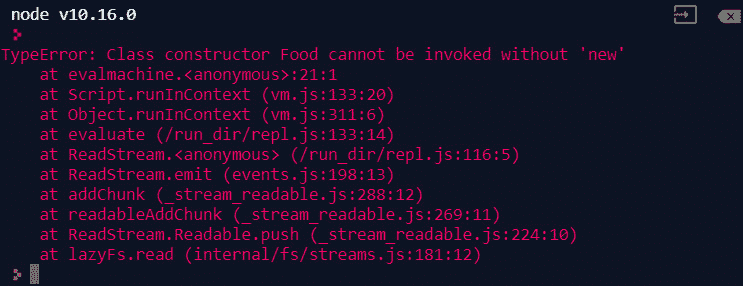 node v10.16.0
>
TypeError: Class constructor Food cannot be invoked without 'new'
at evalmachine.<anonymous>:21:1
at Script.runInContext (vm.js:133:20)
at Object.runInContext (vm.js:311:6)
at evaluate (/run_dir/repl.js:133:14)
at ReadStream.<anonymous> (/run_dir/repl.js:116:5)
at ReadStream.emit (events.js:198:13)
at addChunk (_stream_readable.js:288:12)
at readableAddChunk (_stream_readable.js:269:11)
at ReadStream.Readable.push (_stream_readable.js:224:10)
at lazyFs.read (internal/fs/streams.js:181:12)
>